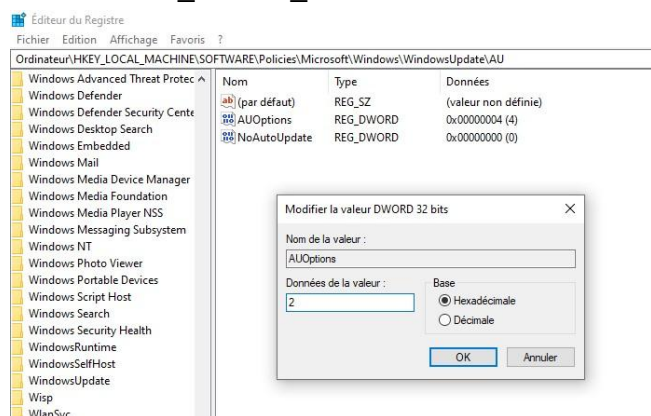 Éditeur du Registre
Fichier Edition Affichage Favoris ?
Ordinateur\HKEY_LOCAL_MACHINE\SOFTWARE\Policies\Microsoft\Windows\WindowsUpdate\AU
Windows Advanced Threat Protec
Windows Defender
Windows Defender Security Cente
Windows Desktop Search
Windows Embedded
Windows Mail
Windows Media Device Manager
Windows Media Foundation
Windows Media Player NSS
Windows Messaging Subsystem
Windows NT
Windows Photo Viewer
Windows Portable Devices
Windows Script Host
Windows Search
Windows Security Health
WindowsRuntime
WindowsSelfHost
WindowsUpdate
Wisp
WlanSvc
Nom Type Données
ab (par défaut) REG_SZ (valeur non définie)
AUOptions REG_DWORD 0x00000004 (4)
NoAutoUpdate REG_DWORD 0x00000000 (0)
Modifier la valeur DWORD 32 bits
Nom de la valeur :
AUOptions
Données de la valeur : Base
2 Hexadécimale
Décimale
OK Annuler